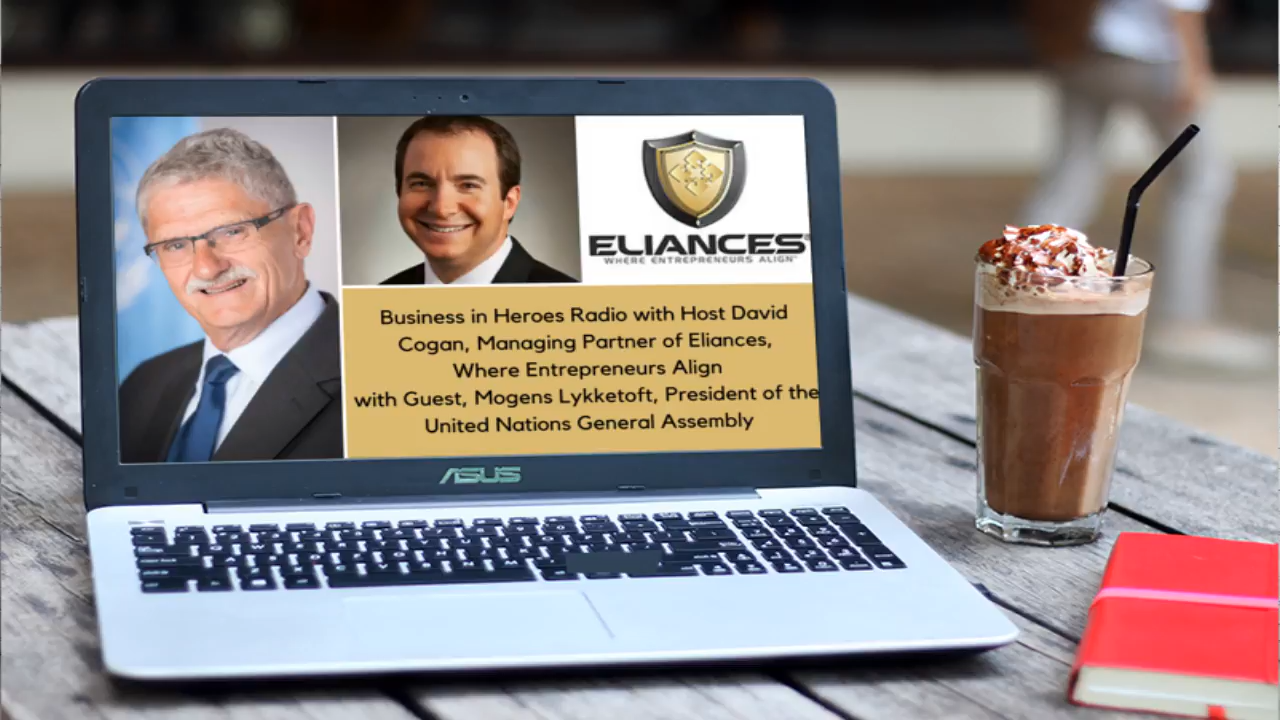 ELIANCES
WHERE ENTREPRENEURS ALIGN
Business in Heroes Radio with Host David
Cogan, Managing Partner of Eliances,
Where Entrepreneurs Align
with Guest, Mogens Lykketoft, President of the
United Nations General Assembly
ASUS